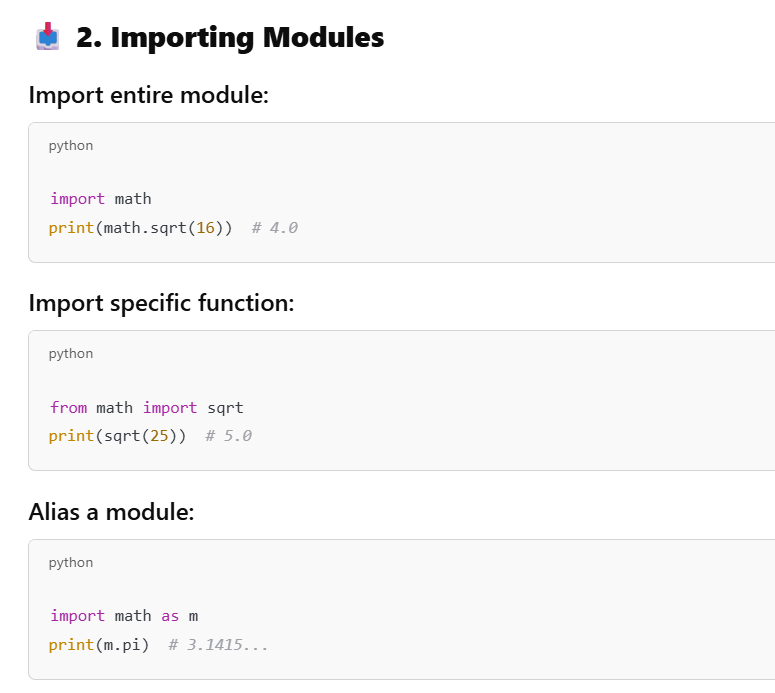 2. Importing Modules
Import entire module:
python
import math
print(math.sqrt(16))  # 4.0
Import specific function:
python
from math import sqrt
print(sqrt(25))  # 5.0
Alias a module:
python
import math as m
print(m.pi)  # 3.1415...